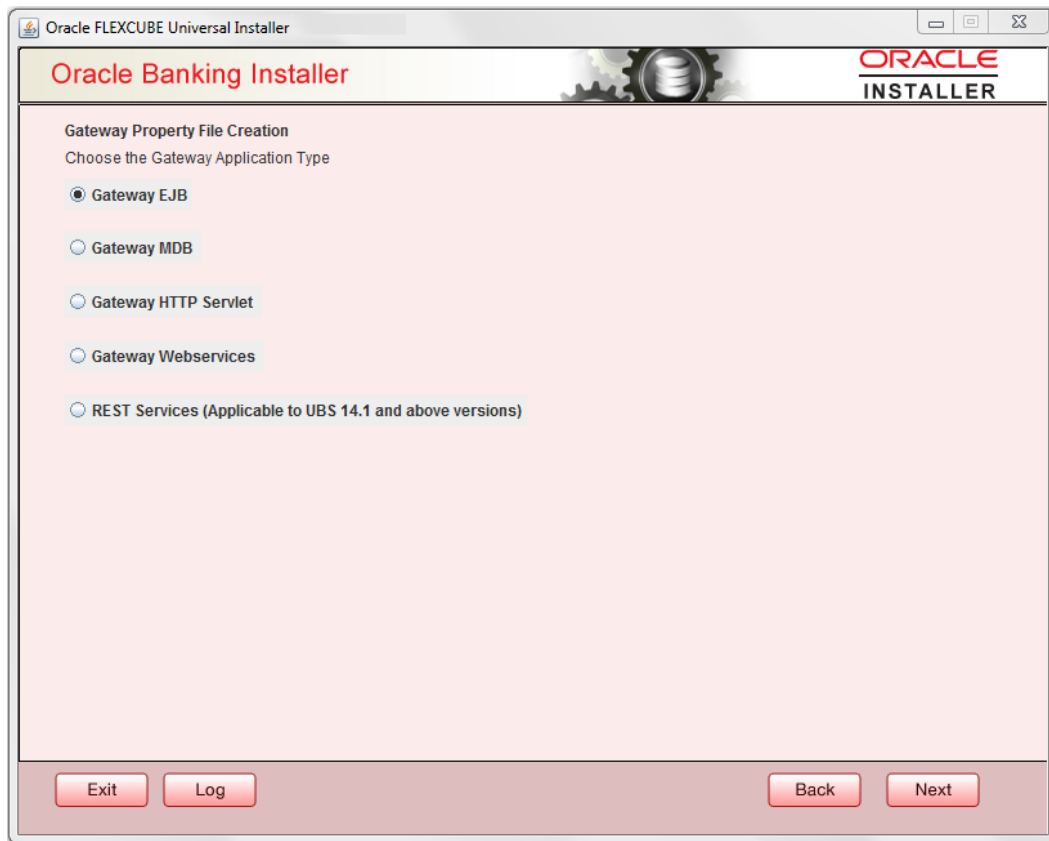 Oracle FLEXCUBE Universal Installer
Oracle Banking Installer
ORACLE
INSTALLER
Gateway Property File Creation
Choose the Gateway Application Type
Gateway EJB
Gateway MDB
Gateway HTTP Servlet
Gateway Webservices
REST Services (Applicable to UBS 14.1 and above versions)
Exit
Log
Back
Next